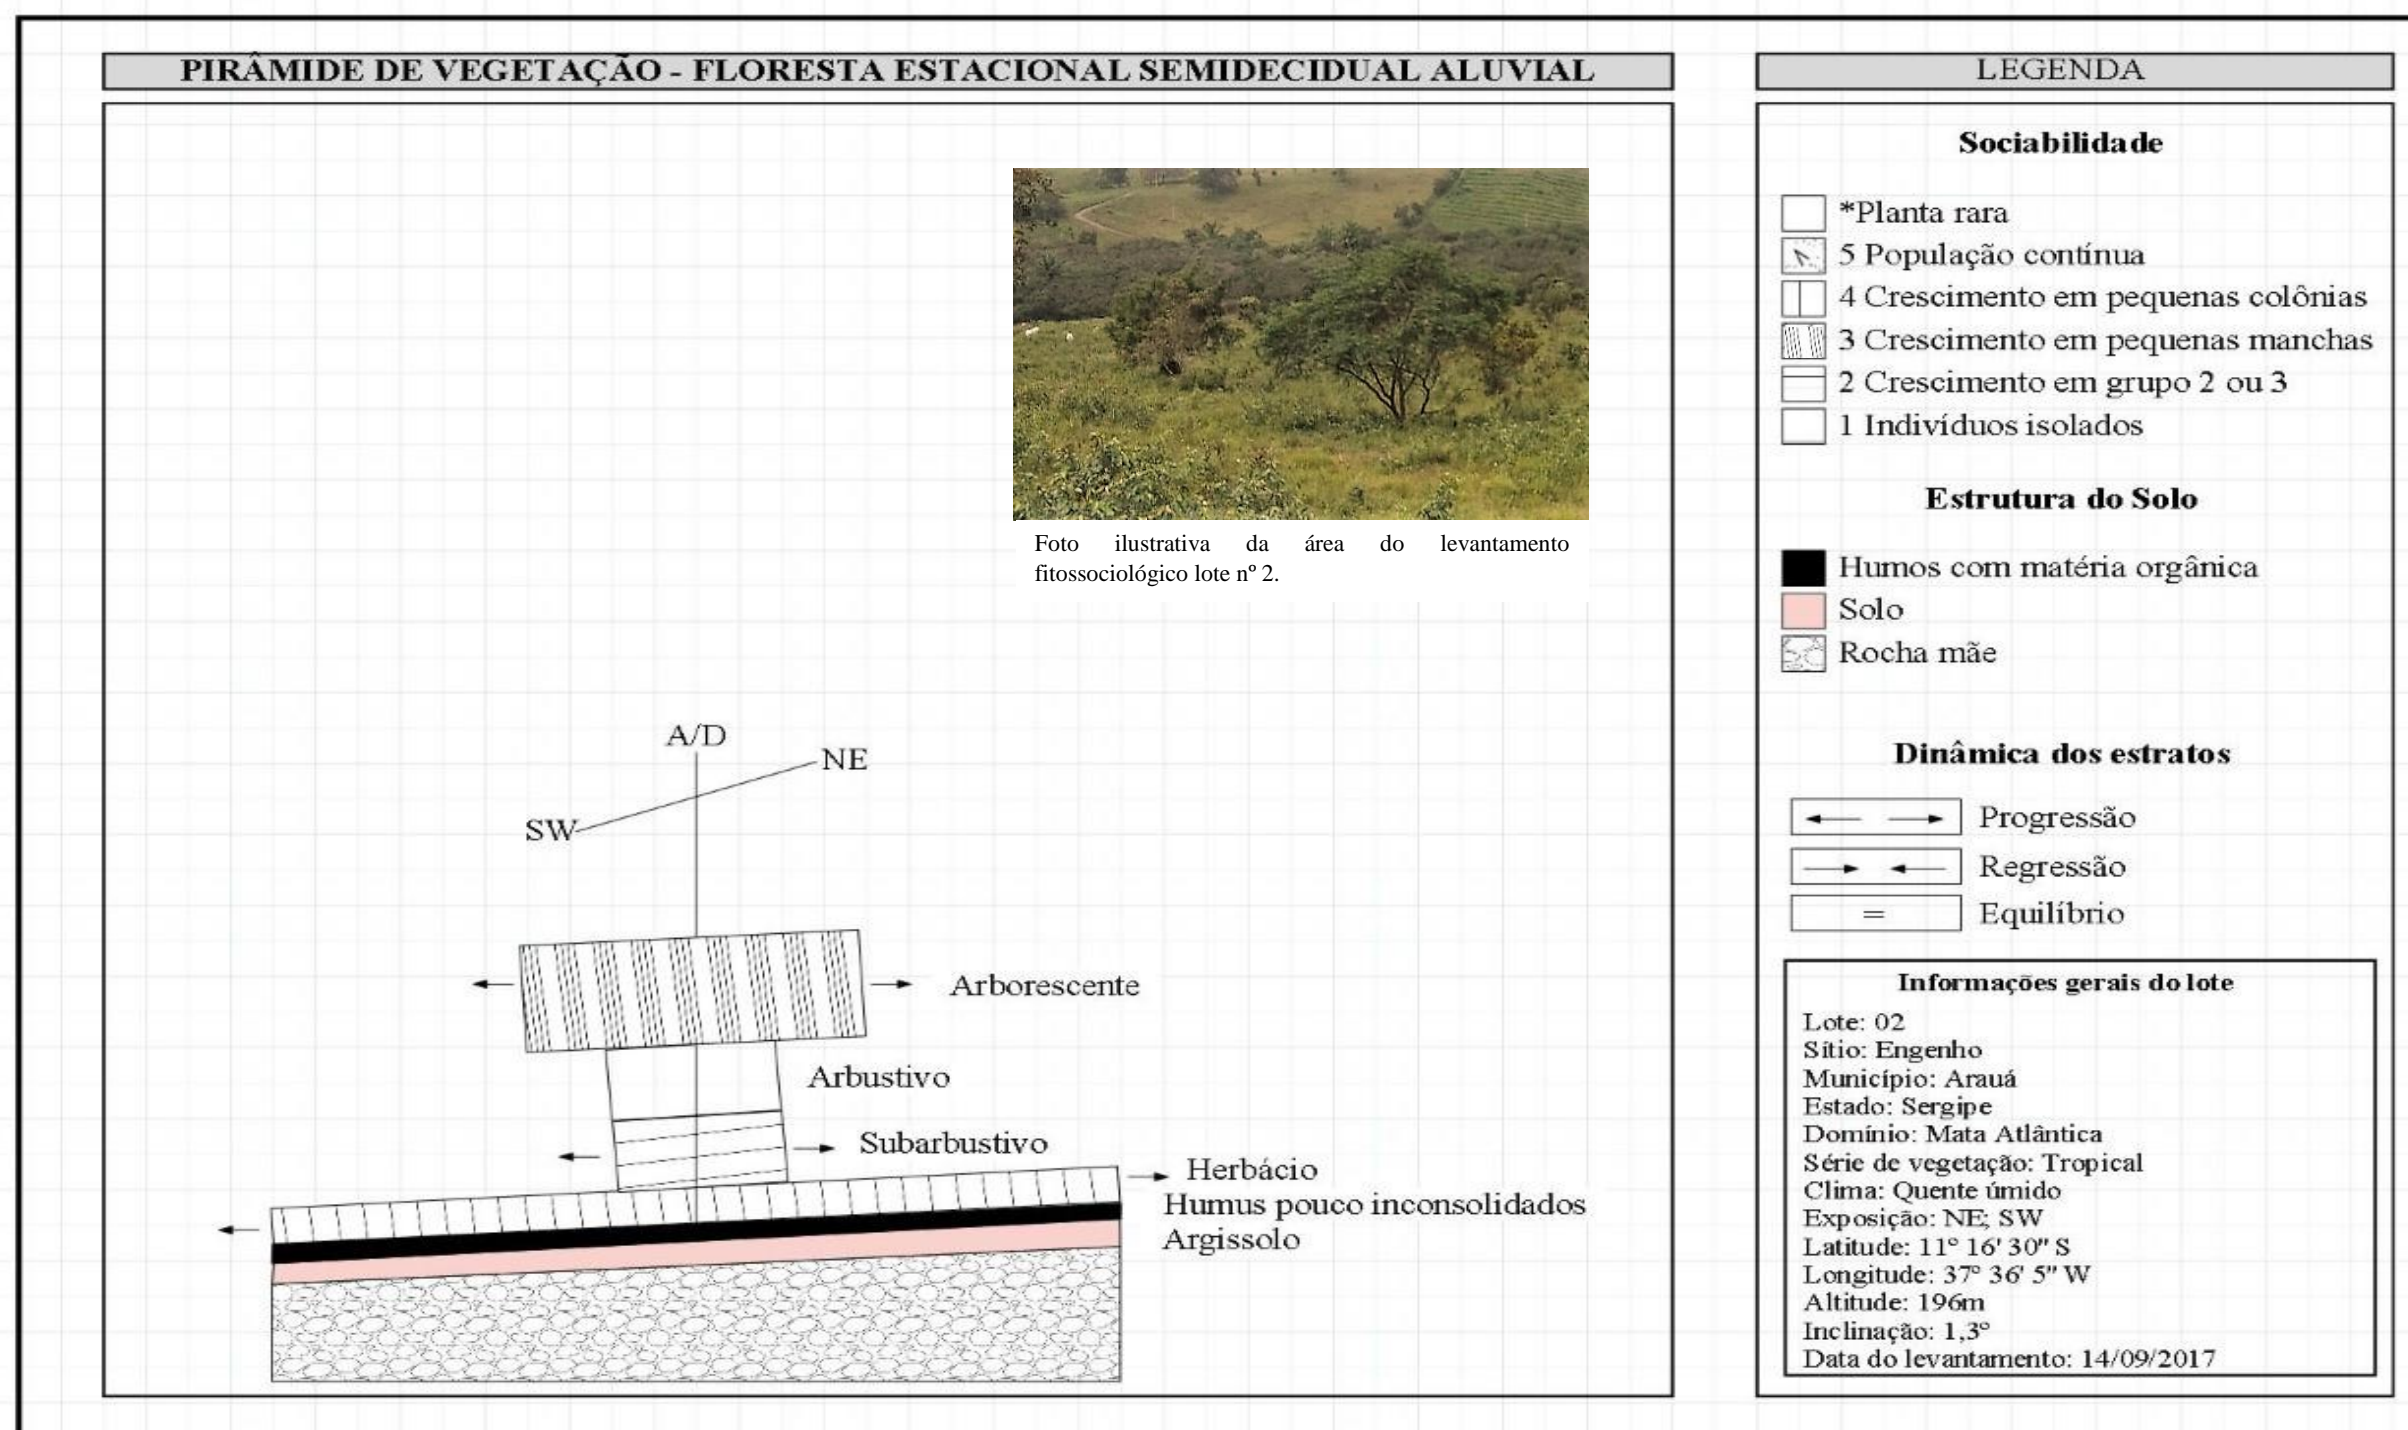 PIRÂMIDE DE VEGETAÇÃO - FLORESTA ESTACIONAL SEMIDECIDUAL ALUVIAL
Foto ilustrativa da área do levantamento
fitossociológico lote nº 2.
A/D
NE
SW
Arborescente
Arbustivo
Subarbustivo
Herbácio
Humus pouco inconsolidados
Argissolo
LEGENDA
Sociabilidade
*Planta rara
5 População contínua
4 Crescimento em pequenas colônias
3 Crescimento em pequenas manchas
2 Crescimento em grupo 2 ou 3
1 Indivíduos isolados
Estrutura do Solo
Humos com matéria orgânica
Solo
Rocha mãe
Dinâmica dos estratos
Progressão
Regressão
= Equilíbrio
Informações gerais do lote
Lote: 02
Sítio: Engenho
Município: Arauá
Estado: Sergipe
Domínio: Mata Atlântica
Série de vegetação: Tropical
Clima: Quente úmido
Exposição: NE; SW
Latitude: 11° 16' 30" S
Longitude: 37° 36' 5" W
Altitude: 196m
Inclinação: 1,3°
Data do levantamento: 14/09/2017